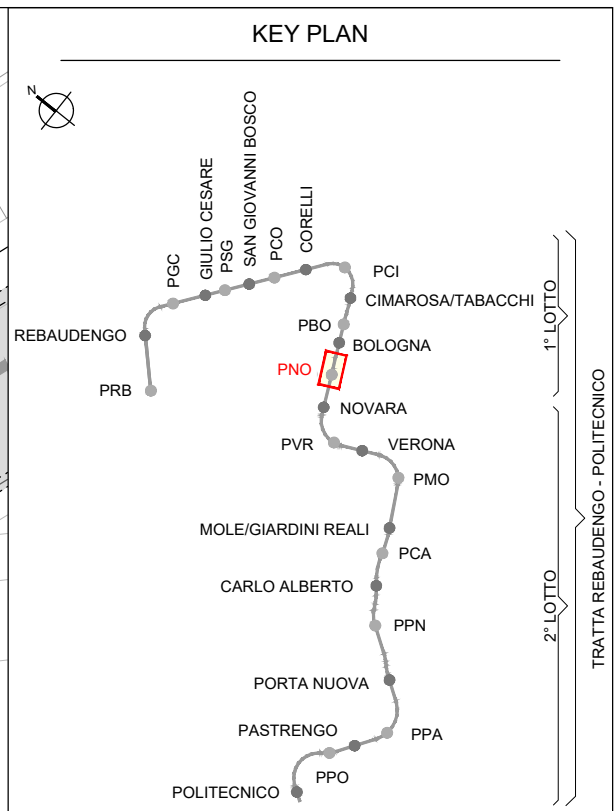 KEY PLAN
N
PGC
GIULIO CESARE
PSG
SAN GIOVANNI BOSCO
PCO
CORELLI
PCI
CIMAROSA/TABACCHI
PBO
REBAUDENGO
BOLOGNA
PNO
PRB
NOVARA
PVR
VERONA
PMO
MOLE/GIARDINI REALI
PCA
CARLO ALBERTO
PPN
PORTA NUOVA
PASTRENGO
PPA
PPO
POLITECNICO
1° LOTTO
2° LOTTO
TRATTA REBAUDENGO - POLITECNICO